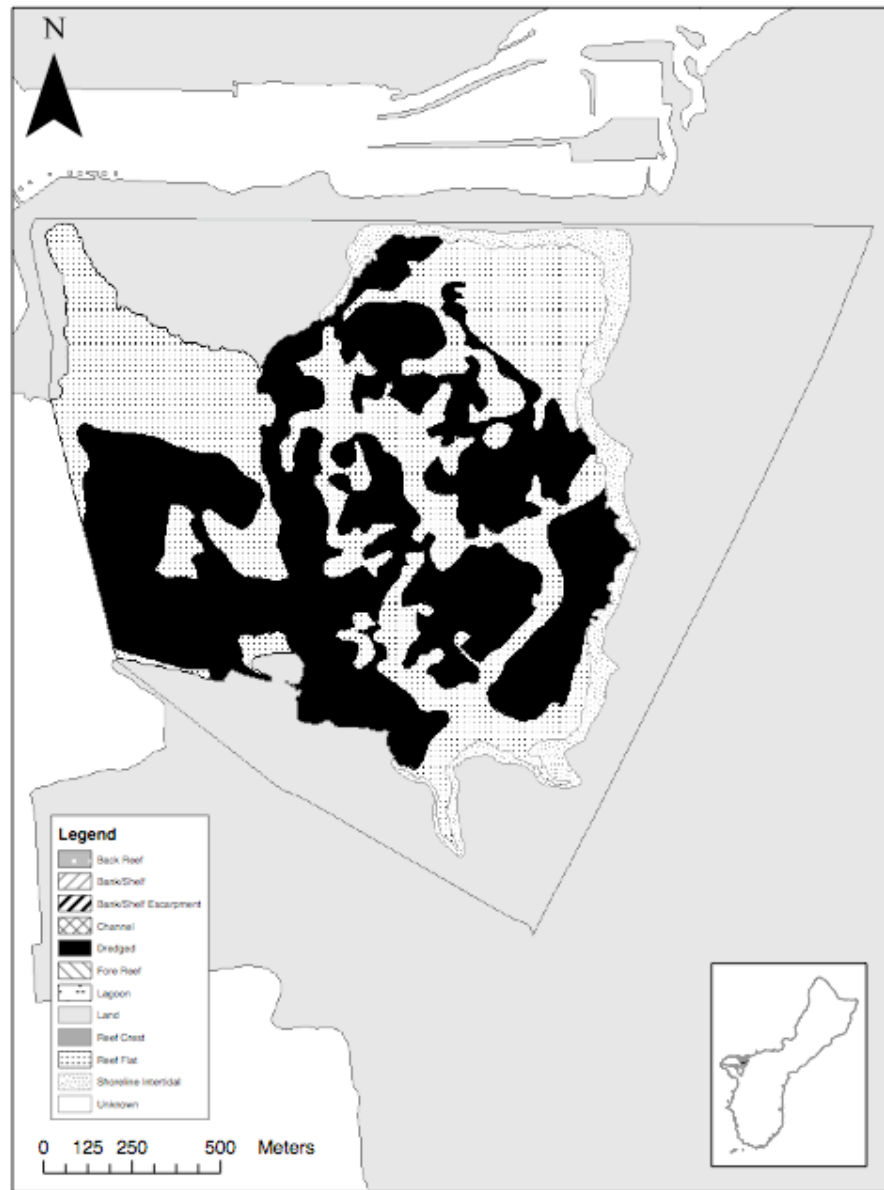 N
Legend
Back Reef
Bank/Shelf
Bank/Shelf Escarpment
Channel
Dredged
Fore Reef
Lagoon
Land
Reef Crest
Reef Flat
Shoreline Intertidal
Unknown
0 125 250 500 Meters